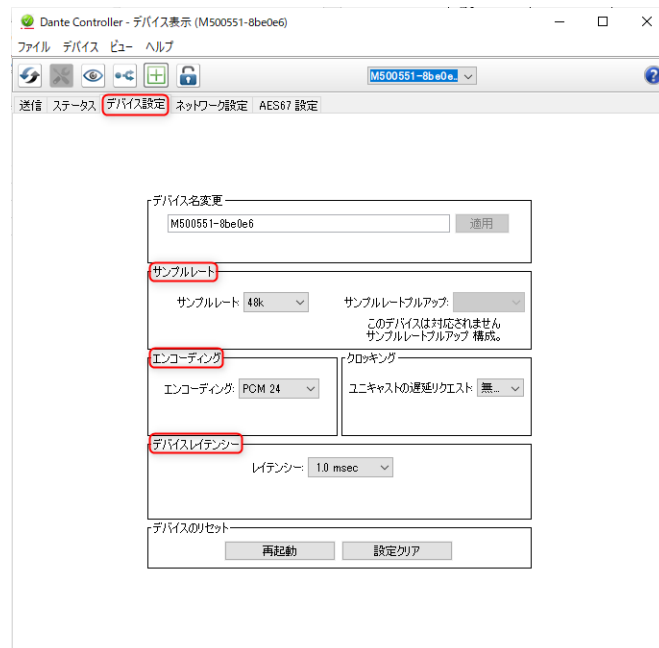 Dante Controller - デバイス表示 (M500551-8be0e6)
ファイル デバイス ビュー ヘルプ
M500551-8be0e..
送信 ステータス デバイス設定 ネットワーク設定 AES67 設定
デバイス名変更
M500551-8be0e6 適用
サンプルレート
サンプルレート: 48k サンプルレートプルアップ:
このデバイスは対応されません
サンプルレートプルアップ 構成。
エンコーディング クロッキング
エンコーディング: PCM 24 ユニキャストの遅延リクエスト: 無...
デバイスレイテンシー
レイテンシー: 1.0 msec
デバイスのリセット
再起動 設定クリア